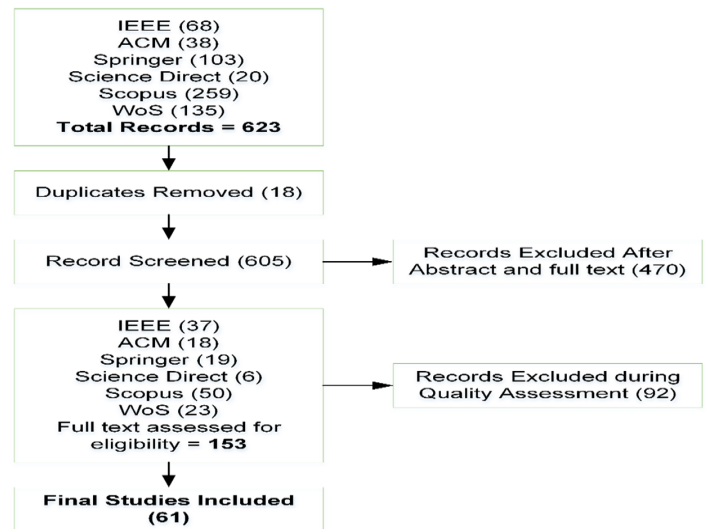 IEEE (68)
ACM (38)
Springer (103)
Science Direct (20)
Scopus (259)
WoS (135)
Total Records = 623
Duplicates Removed (18)
Record Screened (605)
Records Excluded After
Abstract and full text (470)
IEEE (37)
ACM (18)
Springer (19)
Science Direct (6)
Scopus (50)
WoS (23)
Full text assessed for
eligibility = 153
Records Excluded during
Quality Assessment (92)
Final Studies Included
(61)